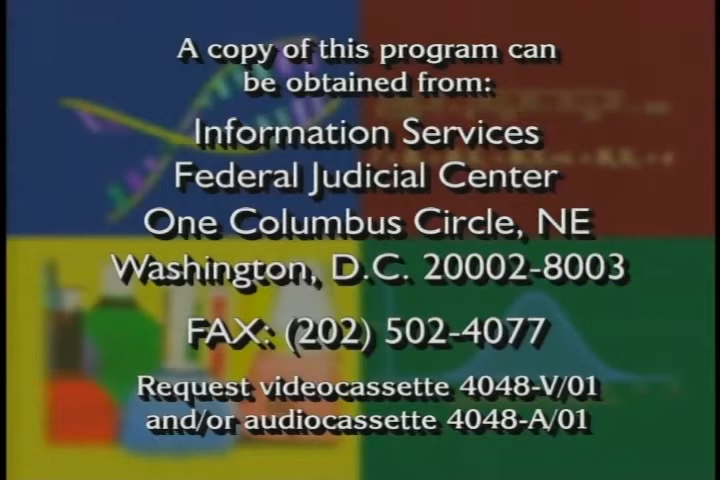 A copy of this program can
be obtained from:
Information Services
Federal Judicial Center
One Columbus Circle, NE
Washington, D.C. 20002-8003
FAX: (202) 502-4077
Request videocassette 4048-V/01
and/or audiocassette 4048-A/01